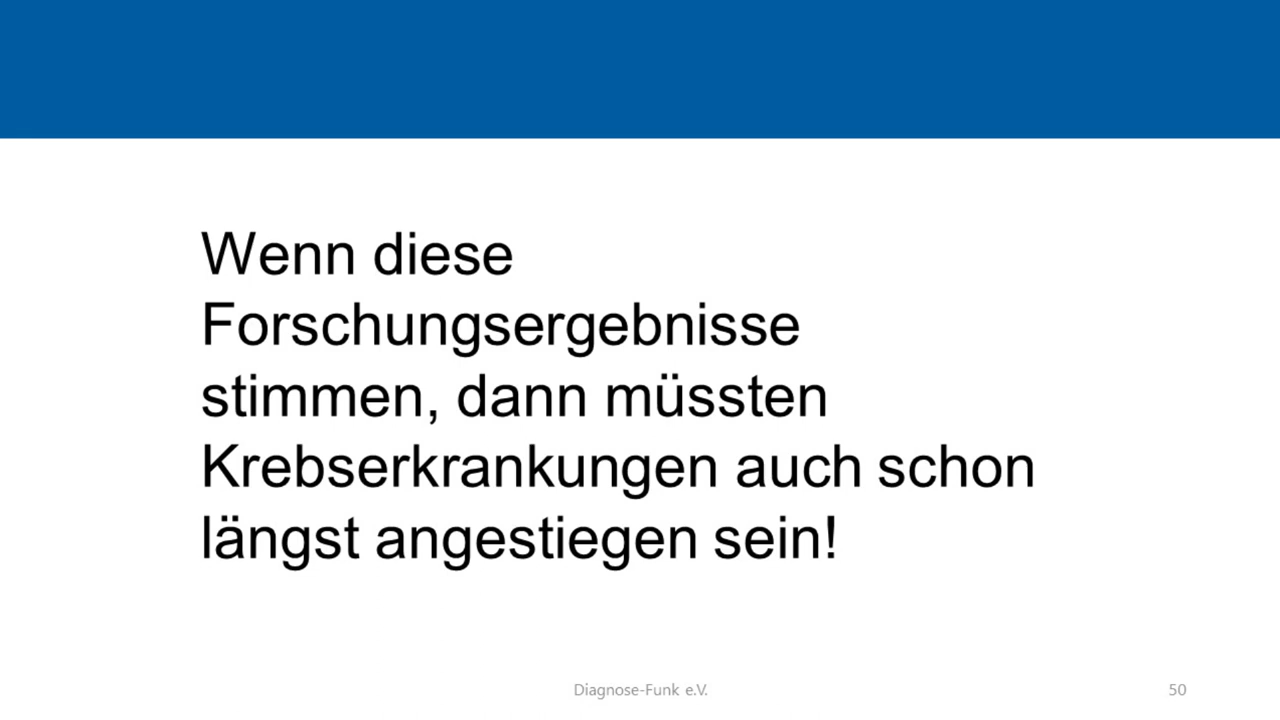 Wenn diese
Forschungsergebnisse
stimmen, dann müssten
Krebserkrankungen auch schon
längst angestiegen sein!
Diagnose-Funk e.V.
50